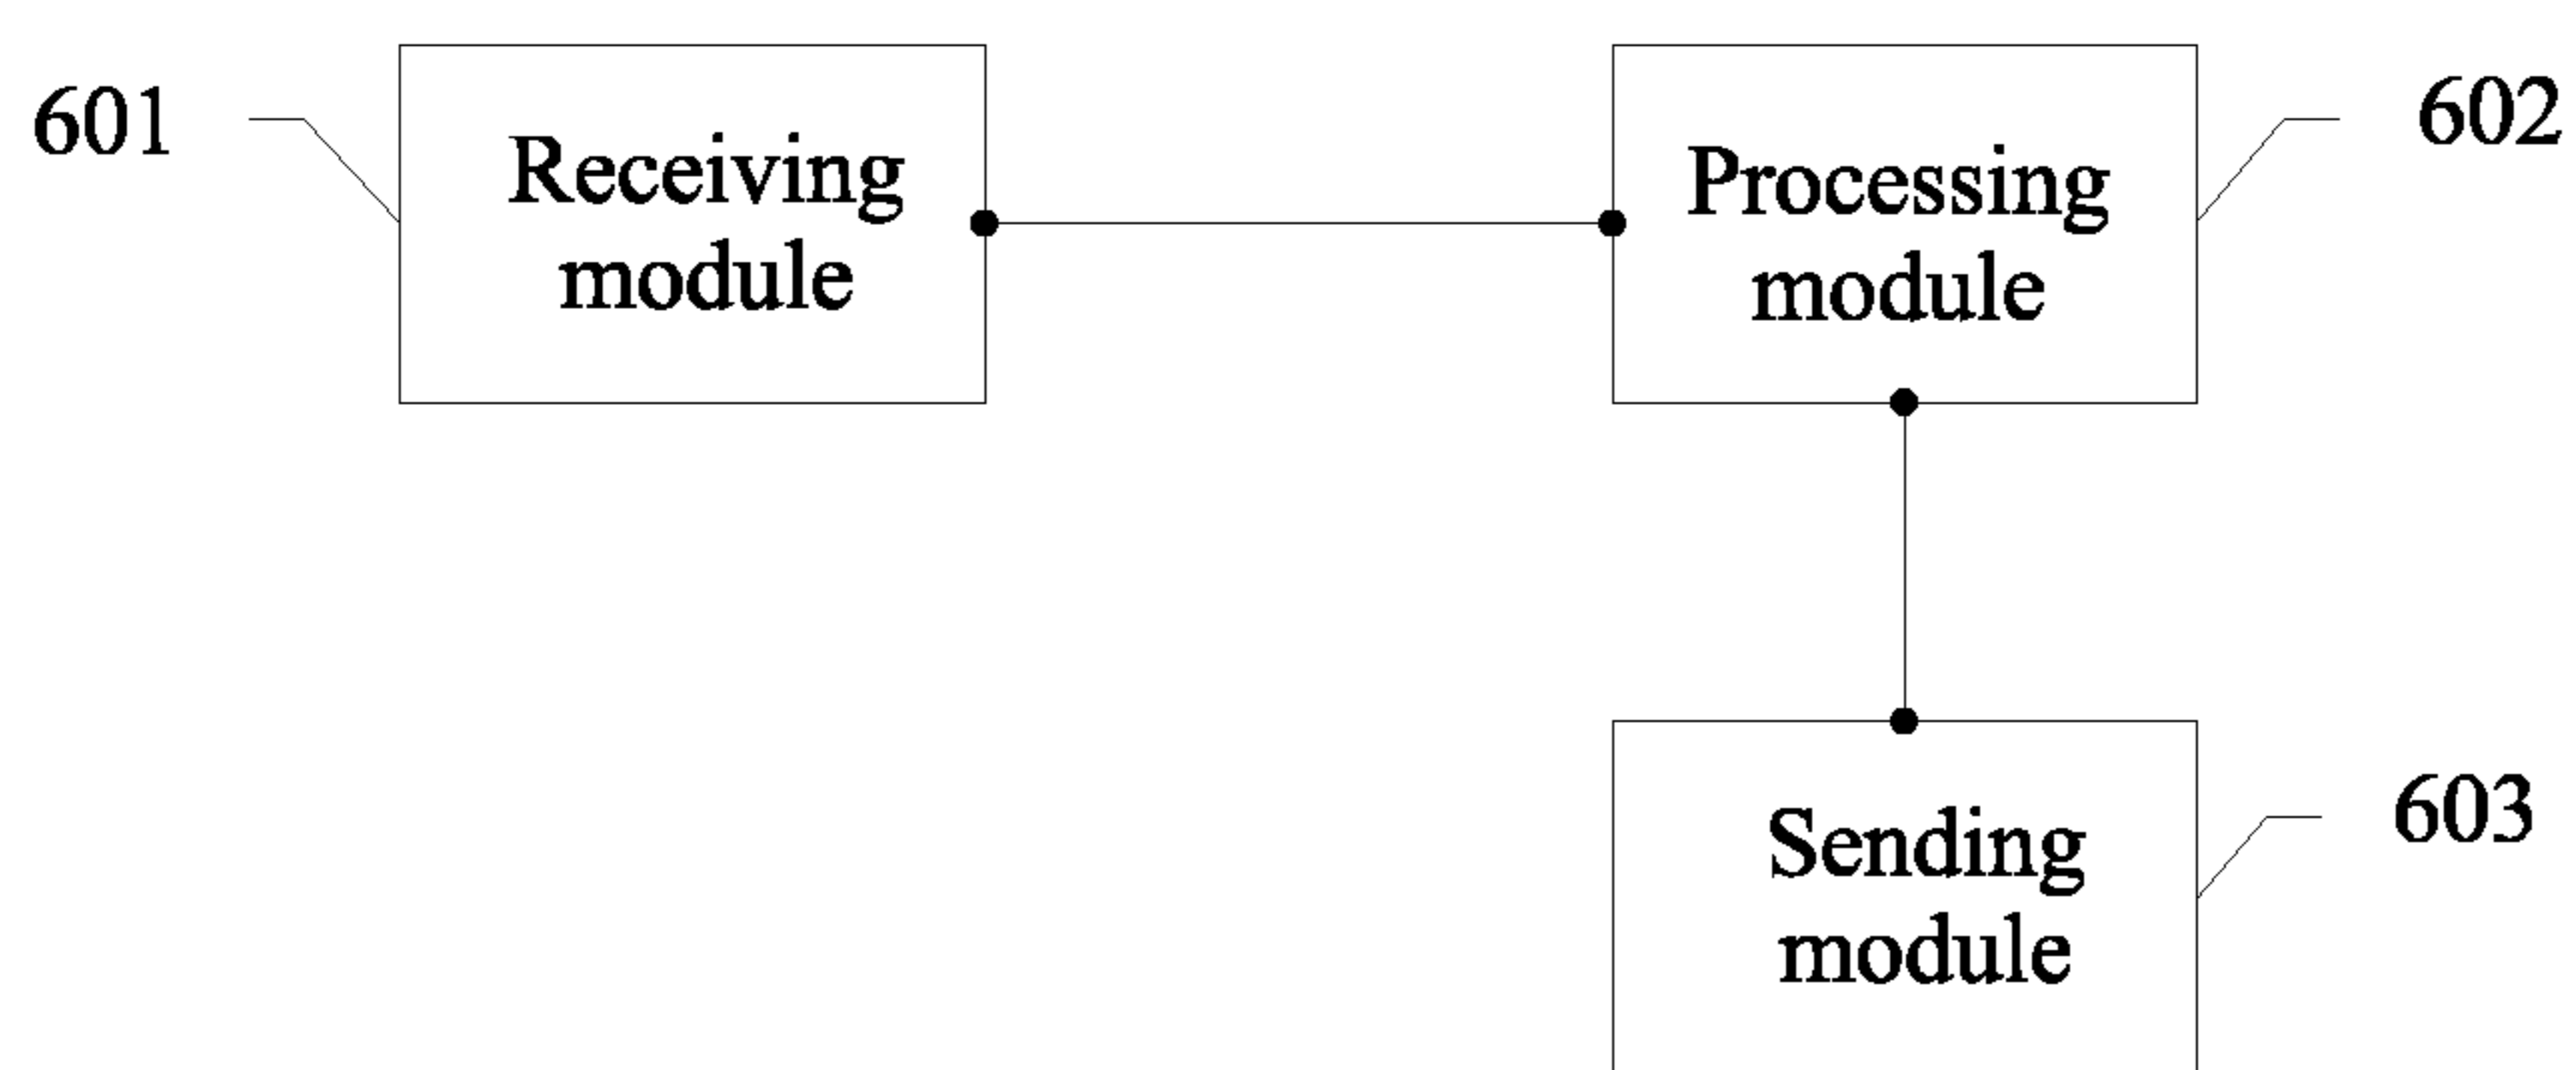 601
Receiving
module
Processing
module
602
Sending
module
603